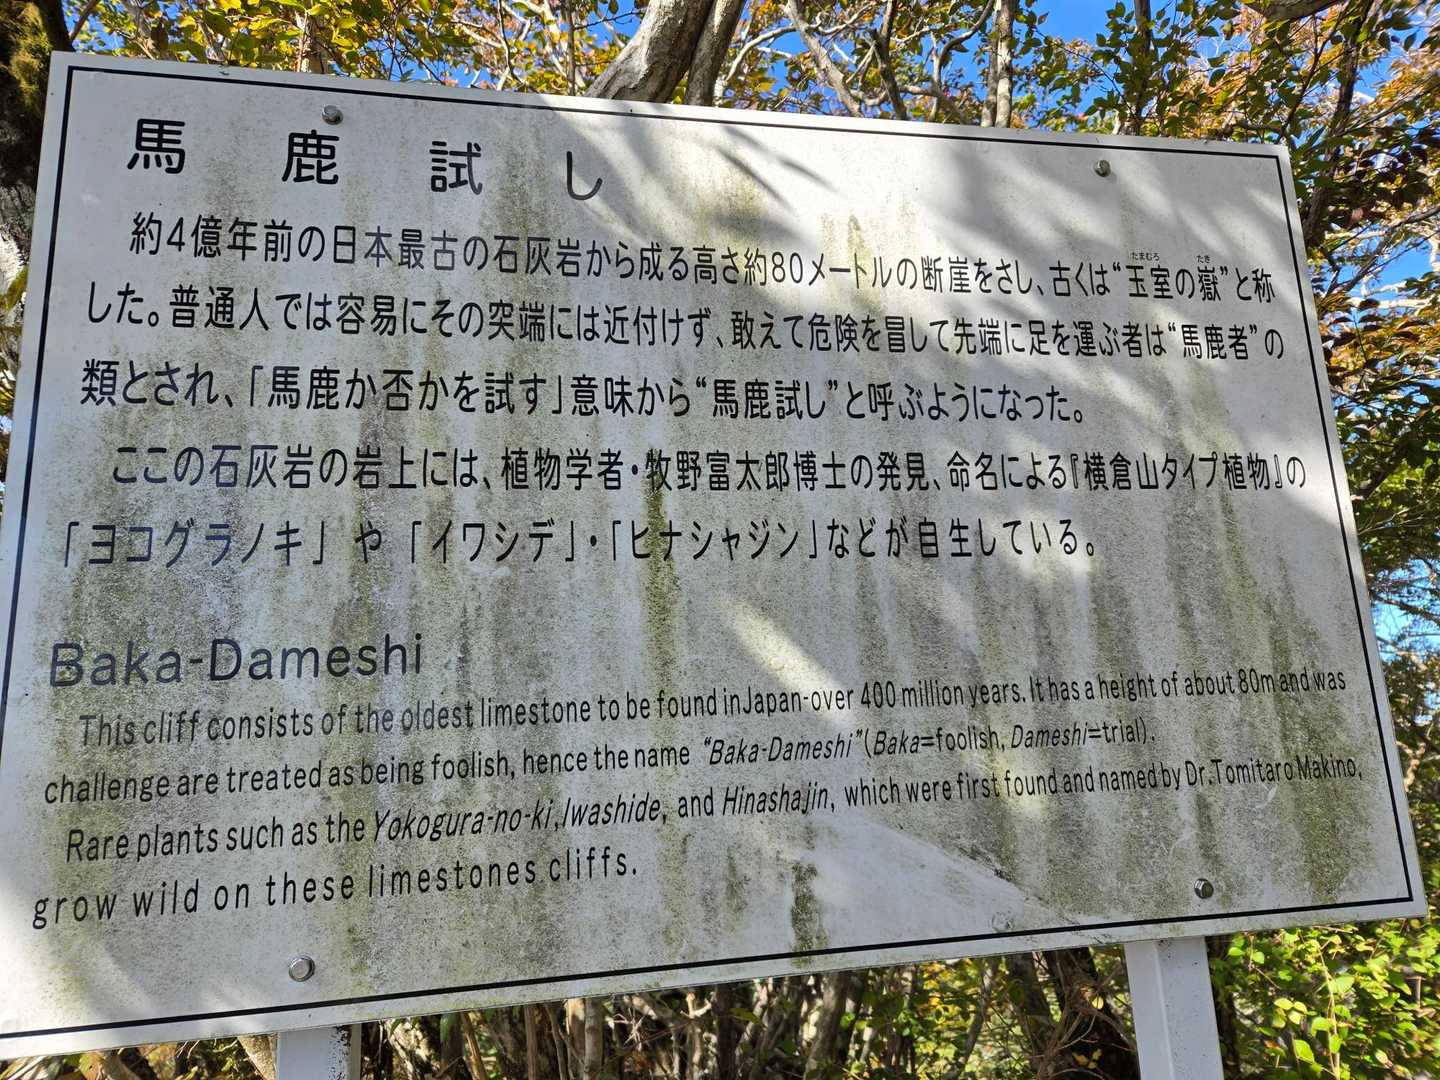 馬鹿試し
約4億年前の日本最古の石灰岩から成る高さ約80メートルの断崖をさし、古くは“玉室の嶽”と称
たまむろ たき
した。普通人では容易にその突端には近付けず、敢えて危険を冒して先端に足を運ぶ者は“馬鹿者”の
類とされ、「馬鹿か否かを試す」意味から“馬鹿試し”と呼ぶようになった。
ここの石灰岩の岩上には、植物学者・牧野富太郎博士の発見、命名による『横倉山タイプ植物』の
「ヨコグラノキ」や「イワシデ」・「ヒナシャジン」などが自生している。
Baka-Dameshi
This cliff consists of the oldest limestone to be found inJapan-over 400 million years. It has a height of about 80m and was
challenge are treated as being foolish, hence the name “Baka-Dameshi”(Baka=foolish, Dameshi=trial).
Rare plants such as the Yokogura-no-ki,Iwashide, and Hinashajin, which were first found and named by Dr.Tomitaro Makino,
grow wild on these limestones cliffs.